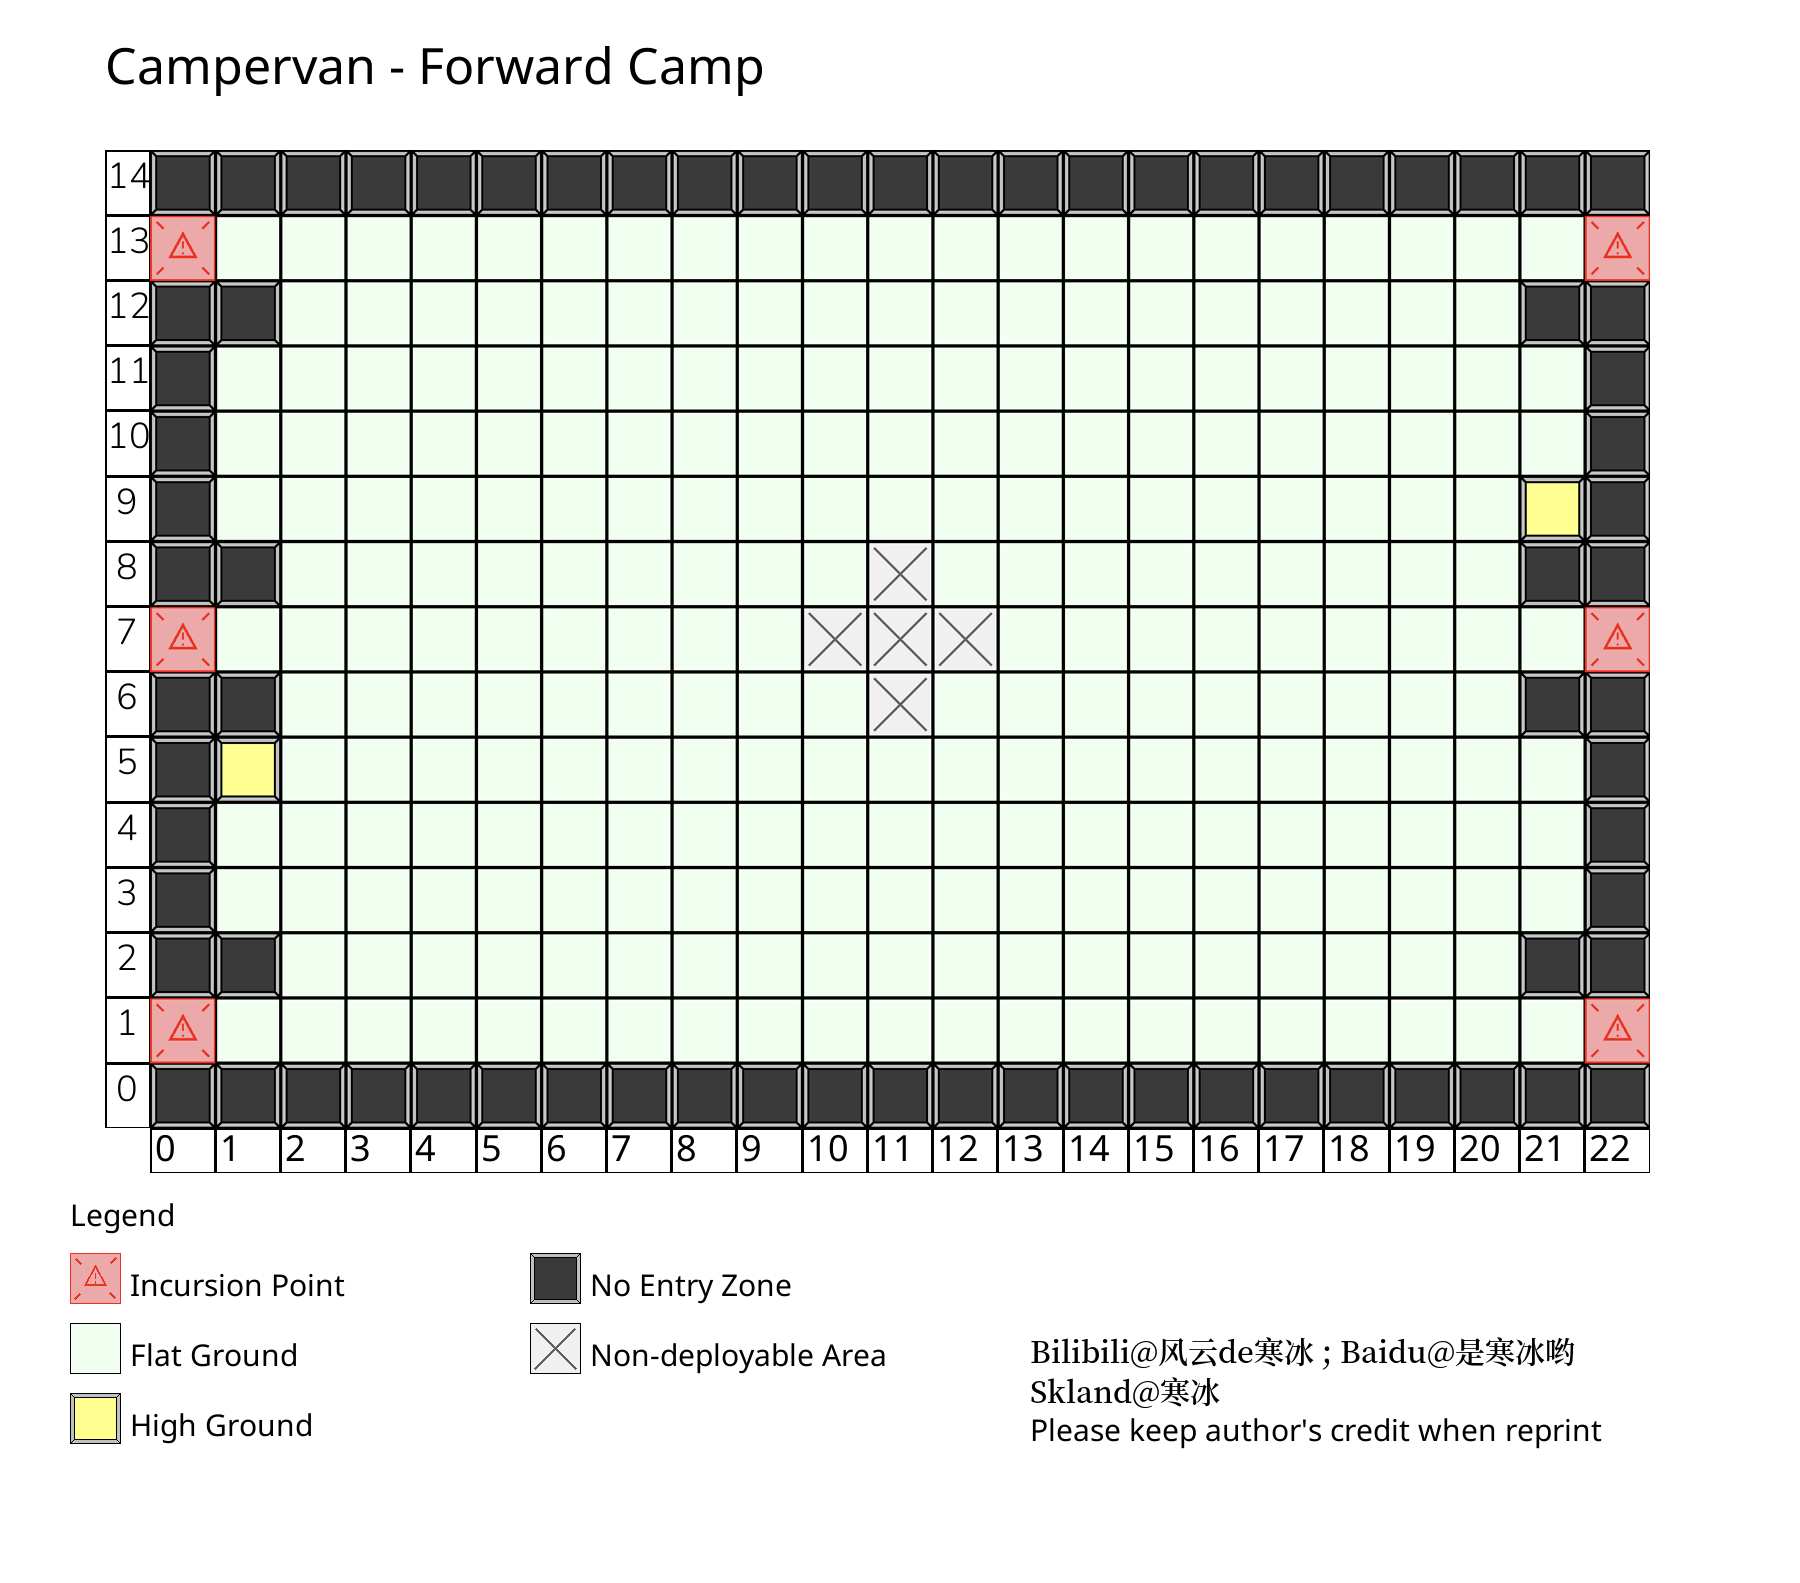 Campervan - Forward Camp
14
13
12
11
10
9
8
7
6
5
4
3
2
1
0
0 1 2 3 4 5 6 7 8 9 10 11 12 13 14 15 16 17 18 19 20 21 22
Legend
Incursion Point
No Entry Zone
Flat Ground
Non-deployable Area
High Ground
Bilibili@风云de寒冰 ; Baidu@是寒冰哟
Skland@寒冰
Please keep author's credit when reprint